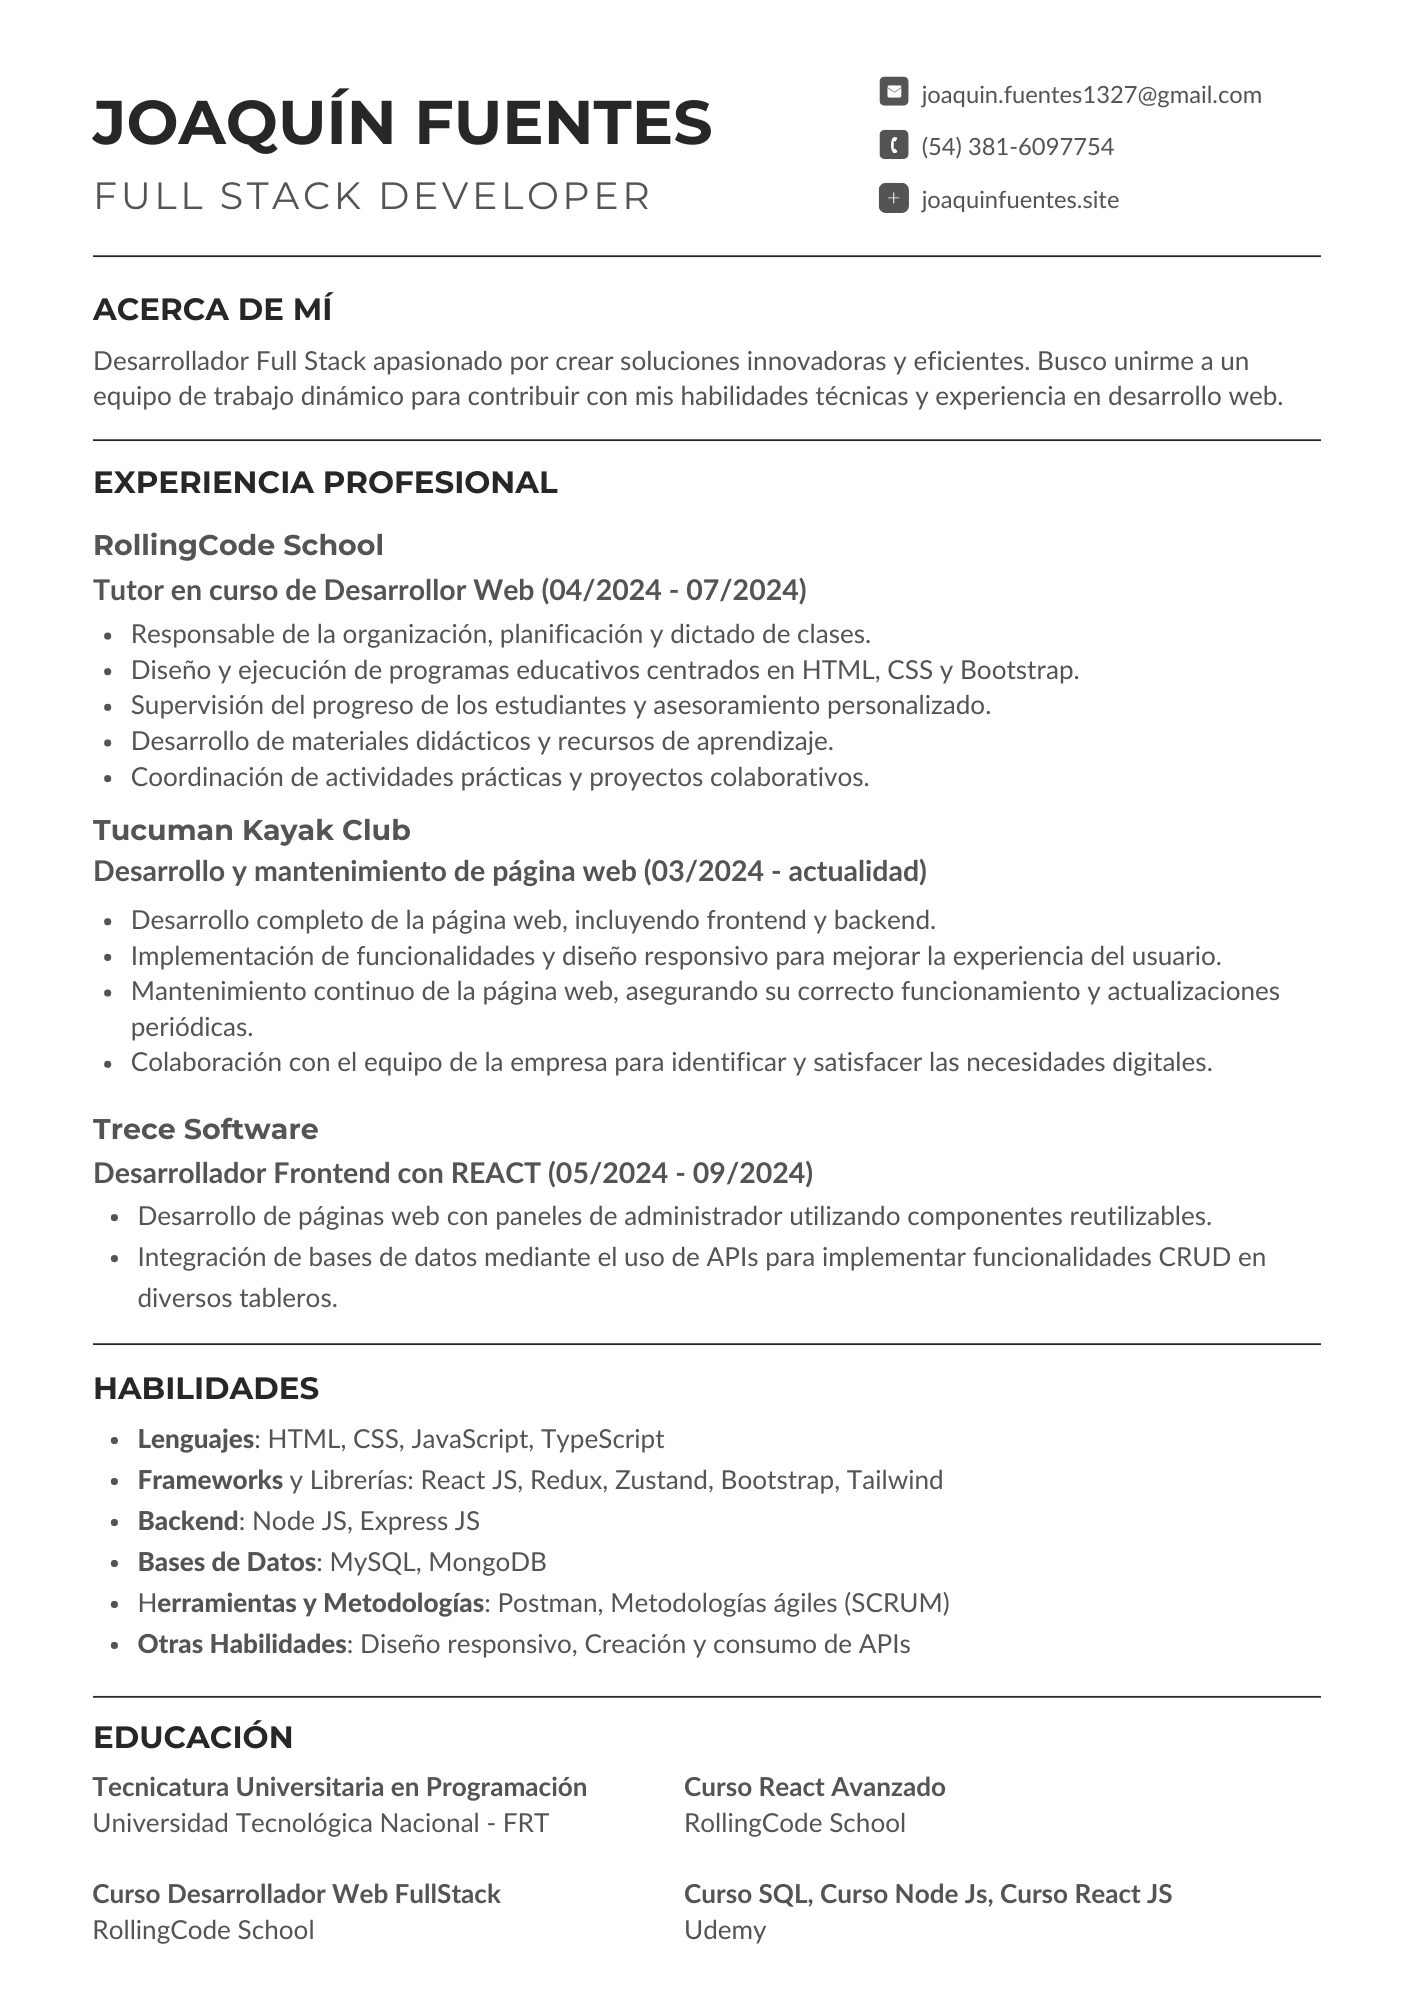 JOAQUÍN FUENTES
FULL STACK DEVELOPER
joaquin.fuentes1327@gmail.com
(54) 381-6097754
joaquinfuentes.site
ACERCA DE MÍ
Desarrollador Full Stack apasionado por crear soluciones innovadoras y eficientes. Busco unirme a un
equipo de trabajo dinámico para contribuir con mis habilidades técnicas y experiencia en desarrollo web.
EXPERIENCIA PROFESIONAL
RollingCode School
Tutor en curso de Desarrollor Web (04/2024 - 07/2024)
• Responsable de la organización, planificación y dictado de clases.
• Diseño y ejecución de programas educativos centrados en HTML, CSS y Bootstrap.
• Supervisión del progreso de los estudiantes y asesoramiento personalizado.
• Desarrollo de materiales didácticos y recursos de aprendizaje.
• Coordinación de actividades prácticas y proyectos colaborativos.
Tucuman Kayak Club
Desarrollo y mantenimiento de página web (03/2024 - actualidad)
• Desarrollo completo de la página web, incluyendo frontend y backend.
• Implementación de funcionalidades y diseño responsivo para mejorar la experiencia del usuario.
• Mantenimiento continuo de la página web, asegurando su correcto funcionamiento y actualizaciones
periódicas.
• Colaboración con el equipo de la empresa para identificar y satisfacer las necesidades digitales.
Trece Software
Desarrollador Frontend con REACT (05/2024 - 09/2024)
• Desarrollo de páginas web con paneles de administrador utilizando componentes reutilizables.
• Integración de bases de datos mediante el uso de APIs para implementar funcionalidades CRUD en
diversos tableros.
HABILIDADES
• Lenguajes: HTML, CSS, JavaScript, TypeScript
• Frameworks y Librerías: React JS, Redux, Zustand, Bootstrap, Tailwind
• Backend: Node JS, Express JS
• Bases de Datos: MySQL, MongoDB
• Herramientas y Metodologías: Postman, Metodologías ágiles (SCRUM)
• Otras Habilidades: Diseño responsivo, Creación y consumo de APIs
EDUCACIÓN
Tecnicatura Universitaria en Programación
Universidad Tecnológica Nacional - FRT
Curso React Avanzado
RollingCode School
Curso Desarrollador Web FullStack
RollingCode School
Curso SQL, Curso Node Js, Curso React JS
Udemy